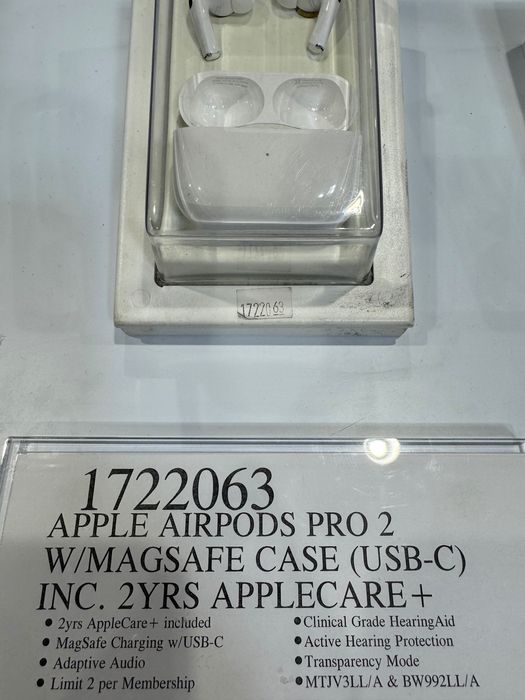 1722063
1722063
APPLE AIRPODS PRO 2
W/MAGSAFE CASE (USB-C)
INC. 2YRS APPLECARE+
• 2yrs AppleCare+ included
• MagSafe Charging w/USB-C
• Adaptive Audio
• Limit 2 per Membership
• Clinical Grade HearingAid
• Active Hearing Protection
• Transparency Mode
• MTJV3LL/A & BW992LL/A